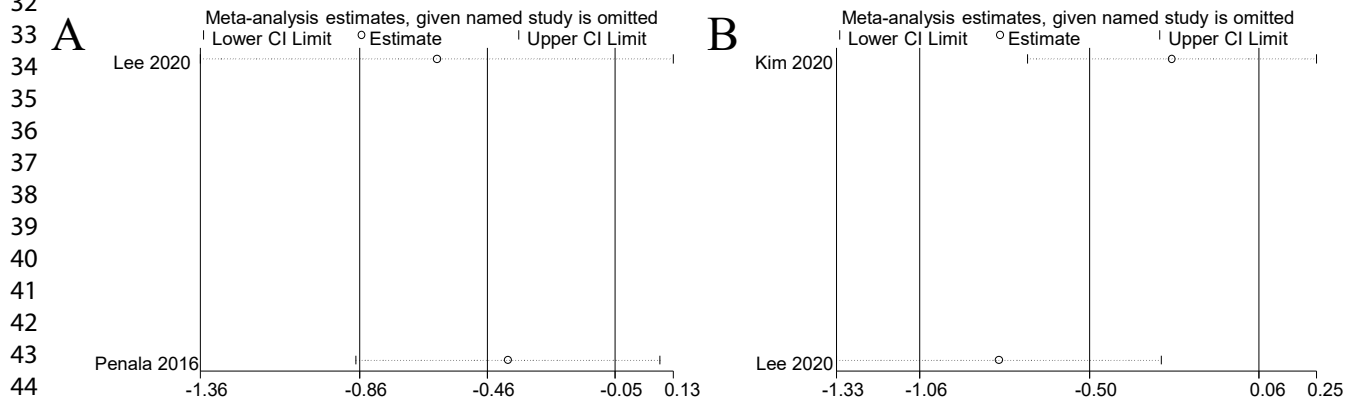 32
33
34
35
36
37
38
39
40
41
42
43
44
A
Meta-analysis estimates, given named study is omitted
Lower CI Limit Estimate Upper CI Limit
Lee 2020
Penala 2016
-1.36 -0.86 -0.46 -0.05 0.13
B
Meta-analysis estimates, given named study is omitted
Lower CI Limit Estimate Upper CI Limit
Kim 2020
Lee 2020
-1.33 -1.06 -0.50 0.06 0.25